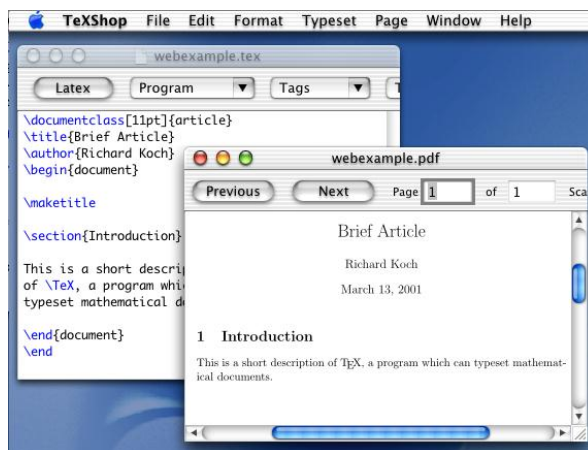 TeXShop File Edit Format Typeset Page Window Help
webexample.tex
Latex Program Tags
\documentclass[11pt]{article}
\title{Brief Article}
\author{Richard Koch}
\begin{document}
\maketitle
\section{Introduction}
This is a short descrip
of \TeX, a program whi
typeset mathematical d
\end{document}
\end
webexample.pdf
Previous Next Page 1 of 1 Sca
Brief Article
Richard Koch
March 13, 2001
1 Introduction
This is a short description of TEX, a program which can typeset mathemat-
ical documents.